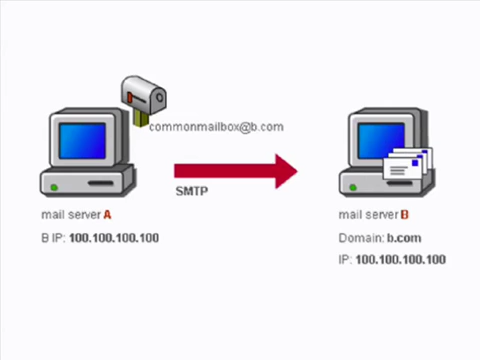 commonmailbox@b.com
SMTP
mail server A
B IP: 100.100.100.100
mail server B
Domain: b.com
IP: 100.100.100.100